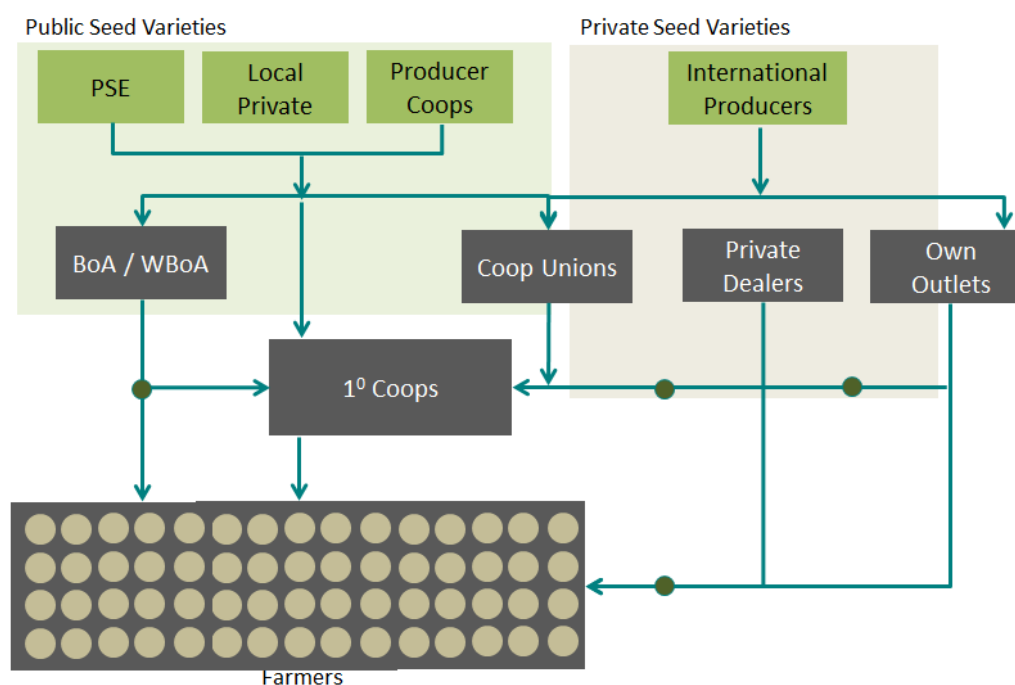 Public Seed Varieties
Private Seed Varieties
PSE
Local
Private
Producer
Coops
International
Producers
BoA / WBoA
Coop Unions
Private
Dealers
Own
Outlets
1⁰ Coops
Farmers